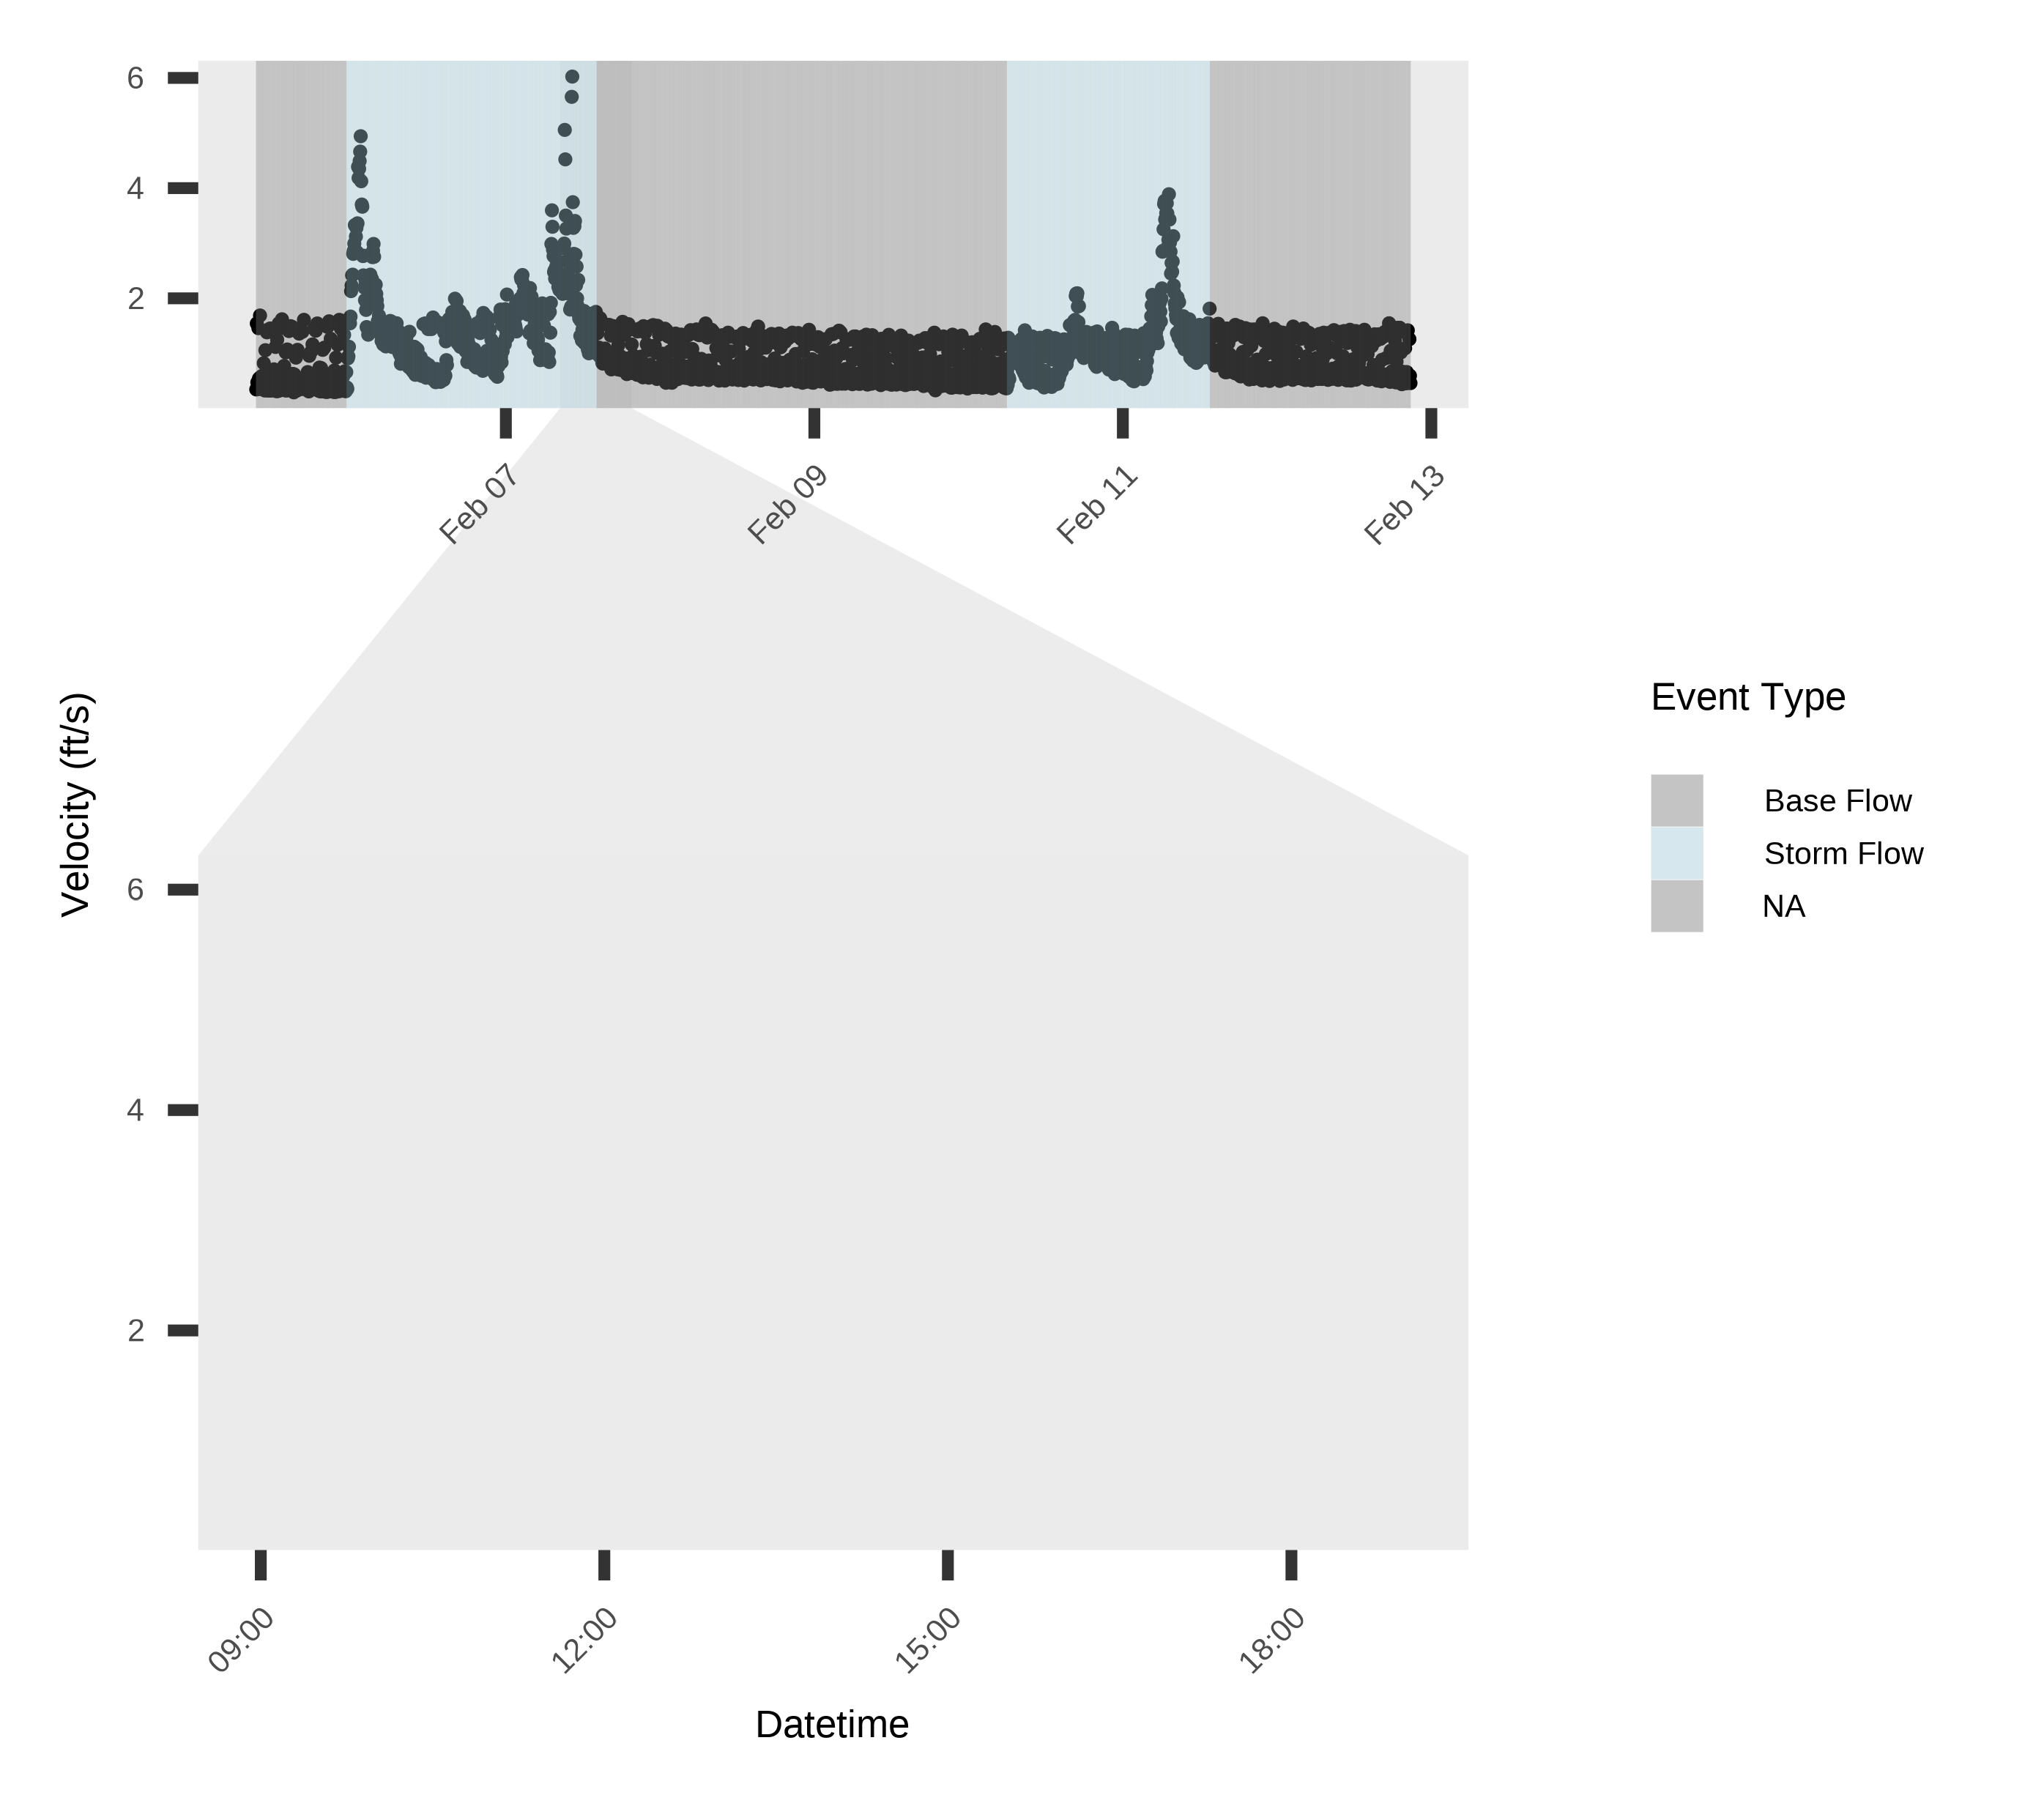 6
4
2
Feb 07
Feb 09
Feb 11
Feb 13
Velocity (ft/s)
Event Type
Base Flow
Storm Flow
NA
6
4
2
09:00
12:00
15:00
18:00
Datetime